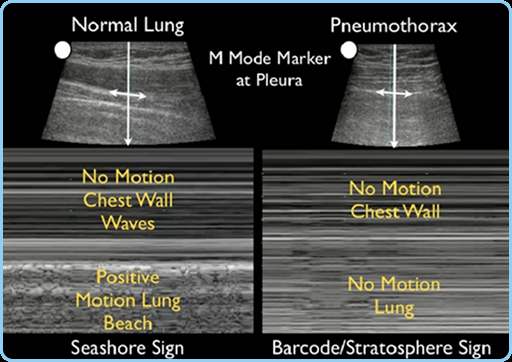 Normal Lung
Pneumothorax
M Mode Marker
at Pleura
No Motion
Chest Wall
Waves
No Motion
Chest Wall
Positive
Motion Lung
Beach
No Motion
Lung
Seashore Sign
Barcode/Stratosphere Sign